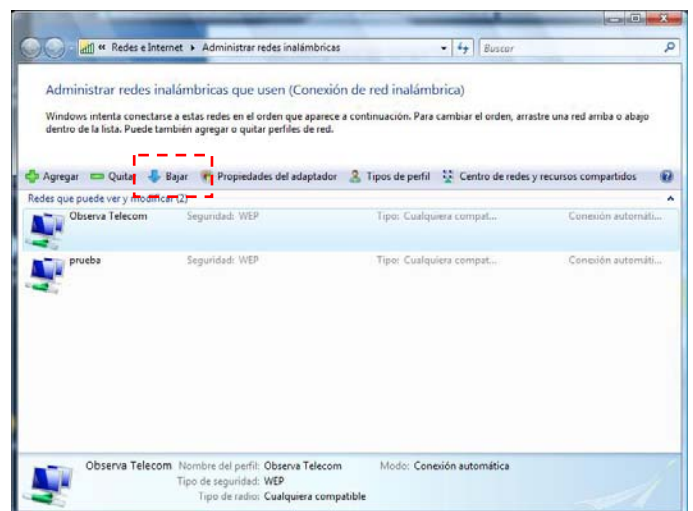 « Redes e Internet ▸ Administrar redes inalámbricas
Buscar
Administrar redes inalámbricas que usen (Conexión de red inalámbrica)
Windows intenta conectarse a estas redes en el orden que aparece a continuación. Para cambiar el orden, arrastre una red arriba o abajo
dentro de la lista. Puede también agregar o quitar perfiles de red.
Agregar Quitar Bajar Propiedades del adaptador Tipos de perfil Centro de redes y recursos compartidos
Redes que puede ver y modificar (2)
Observa Telecom Seguridad: WEP Tipo: Cualquiera compat... Conexión automáti...
prueba Seguridad: WEP Tipo: Cualquiera compat... Conexión automáti...
Observa Telecom Nombre del perfil: Observa Telecom Modo: Conexión automática
Tipo de seguridad: WEP
Tipo de radio: Cualquiera compatible